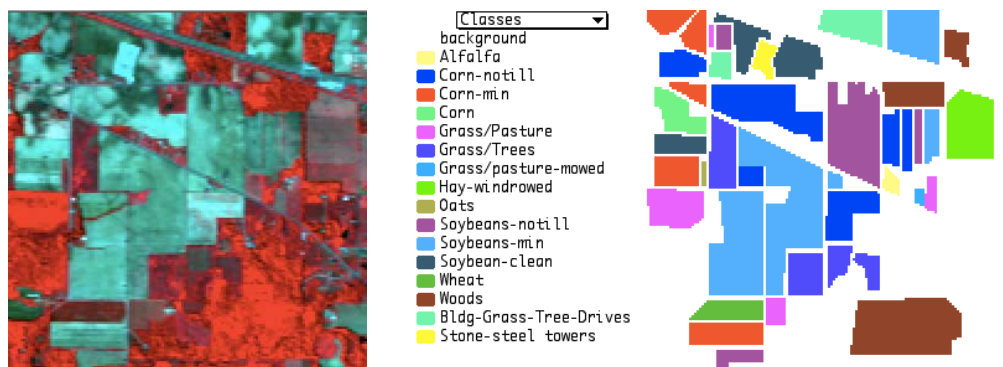 Classes
background
Alfalfa
Corn-notill
Corn-min
Corn
Grass/Pasture
Grass/Trees
Grass/pasture-mowed
Hay-windrowed
Oats
Soybeans-notill
Soybeans-min
Soybean-clean
Wheat
Woods
Bldg-Grass-Tree-Drives
Stone-steel towers